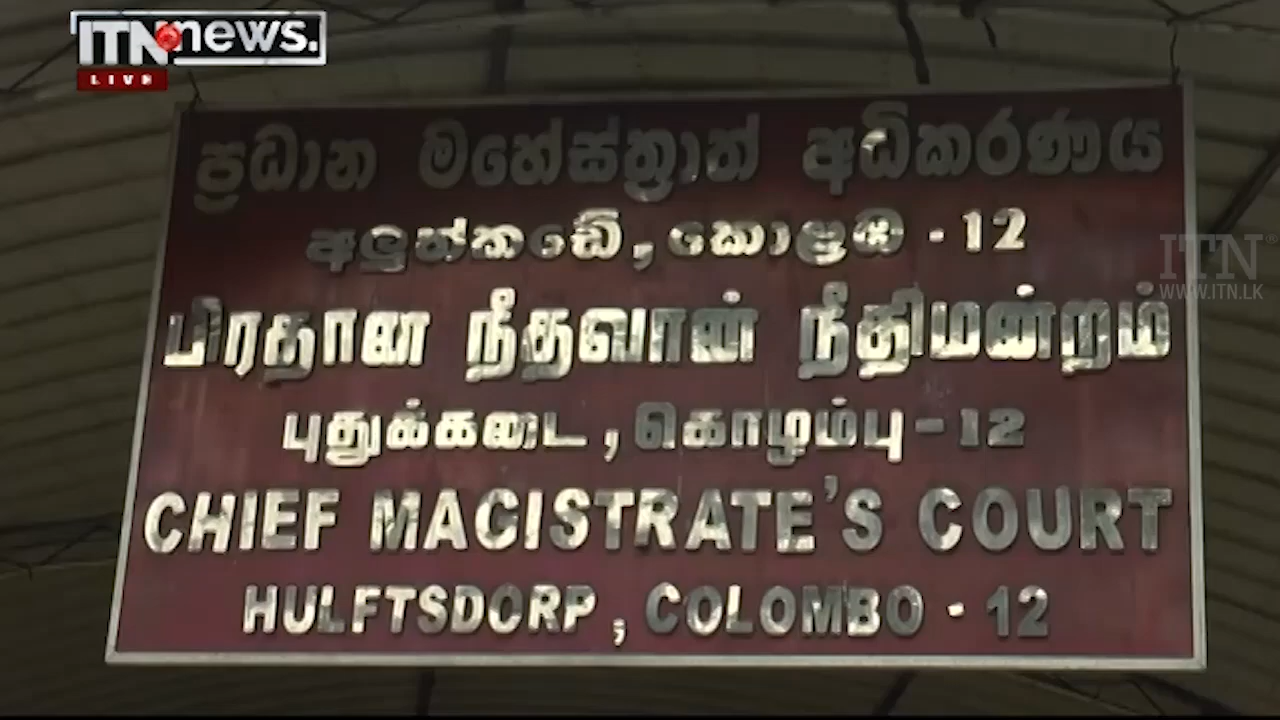 ITN news.
LIVE
ප්‍රධාන මහේස්ත්‍රාත් අධිකරණය
අලුත්කඩේ, කොළඹ - 12
ITN
WWW.ITN.LK
பிரதான நீதவான் நீதிமன்றம்
புதுக்கடை, கொழும்பு - 12
CHIEF MAGISTRATE'S COURT
HULFTSDORP, COLOMBO - 12